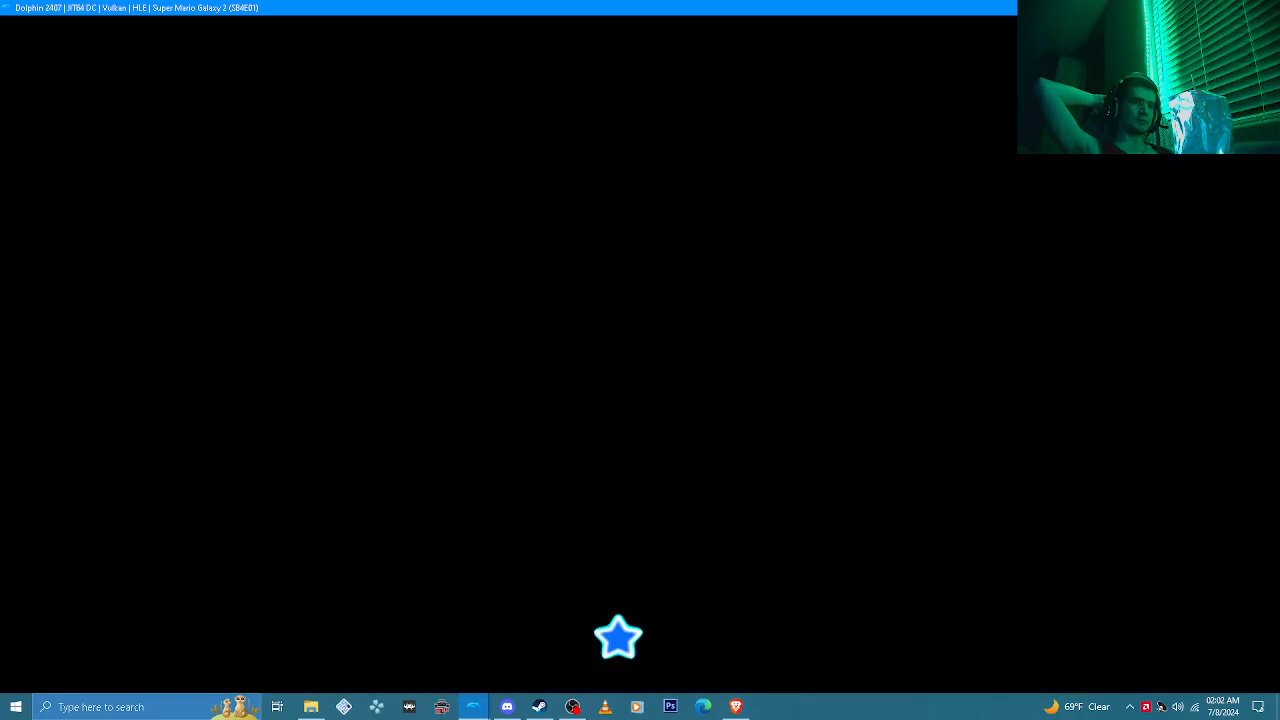 Dolphin 2407 | JIT64 DC | Vulkan | HLE | Super Mario Galaxy 2 (SB4E01)
Type here to search
Ps
69°F Clear
02:02 AM
7/8/2024